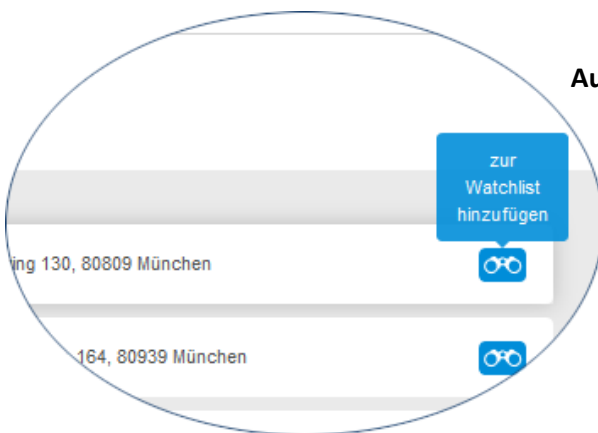 Au
zur
Watchlist
hinzufügen
ing 130, 80809 München
164, 80939 München